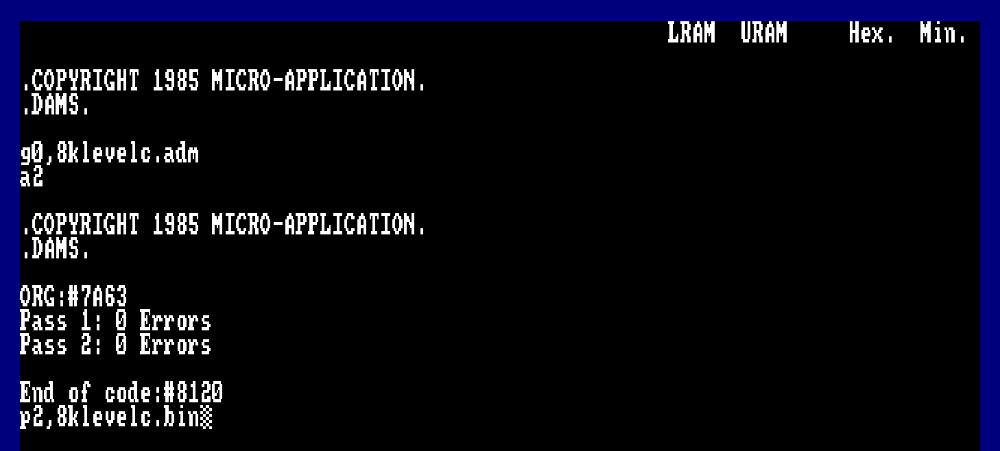 LRAM  URAM     Hex.  Min.
.COPYRIGHT 1985 MICRO-APPLICATION.
.DAMS.
g0,8klevelc.adm
a2
.COPYRIGHT 1985 MICRO-APPLICATION.
.DAMS.
ORG:#7A63
Pass 1: 0 Errors
Pass 2: 0 Errors
End of code:#8120
p2,8klevelc.bin